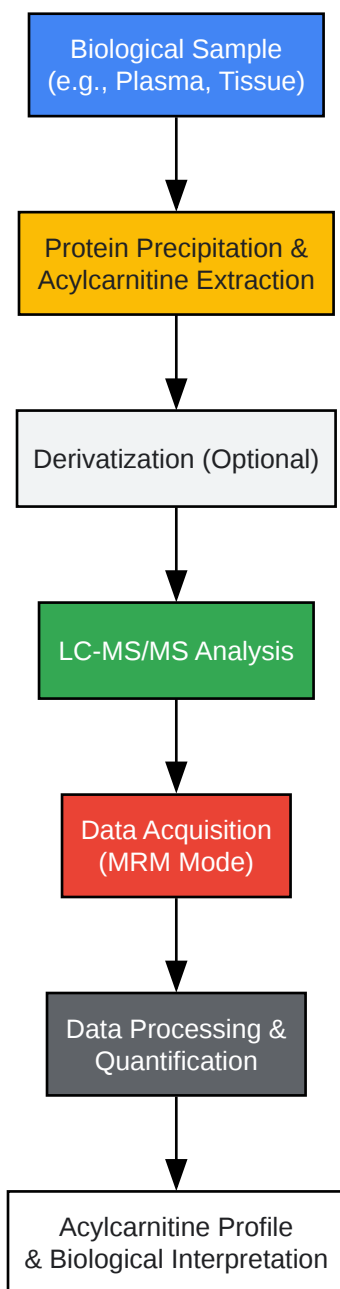 Biological Sample
(e.g., Plasma, Tissue)
Protein Precipitation &
Acylcarnitine Extraction
Derivatization (Optional)
LC-MS/MS Analysis
Data Acquisition
(MRM Mode)
Data Processing &
Quantification
Acylcarnitine Profile
& Biological Interpretation